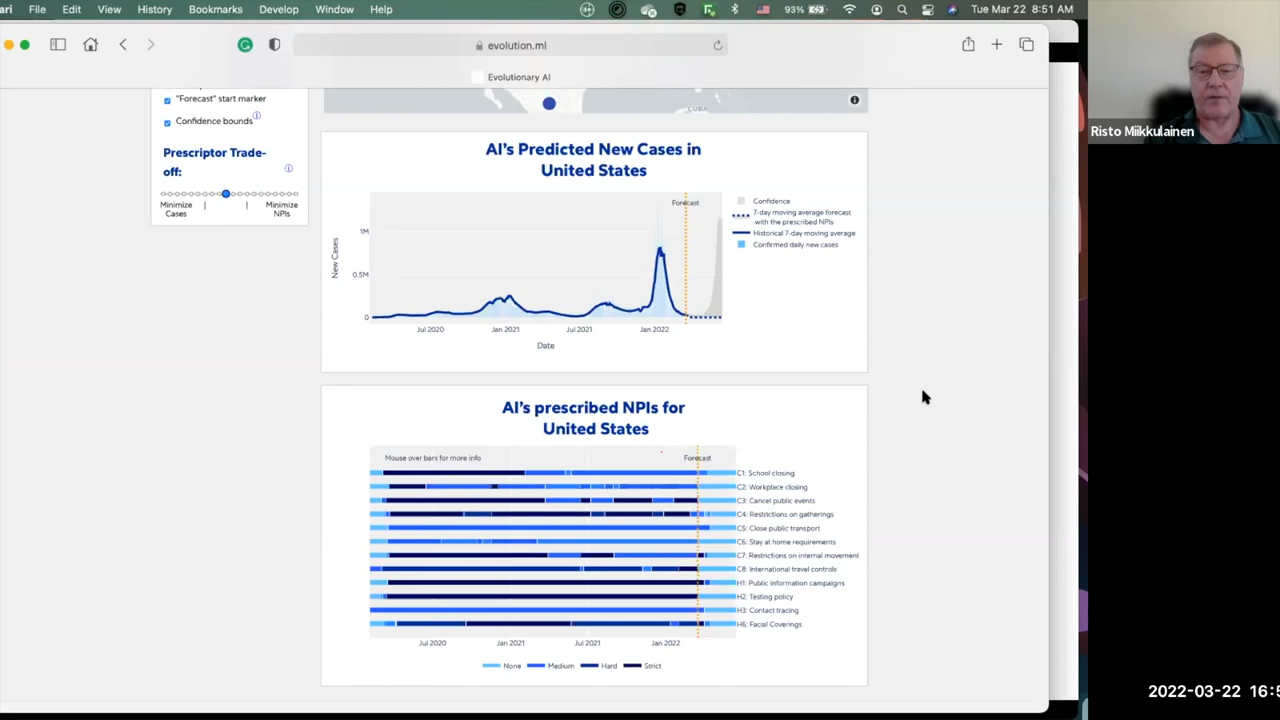 ari File Edit View History Bookmarks Develop Window Help 93% Tue Mar 22 8:51 AM
evolution.ml
Evolutionary AI
"Forecast" start marker
Confidence bounds
Prescriptor Trade-
off:
Minimize
Cases
Minimize
NPIs
CUBA
AI's Predicted New Cases in
United States
Forecast
New Cases
1M
0.5M
0
Jul 2020 Jan 2021 Jul 2021 Jan 2022
Date
Confidence
7-day moving average forecast
with the prescribed NPIs
Historical 7-day moving average
Confirmed daily new cases
AI's prescribed NPIs for
United States
Mouse over bars for more info
Forecast
C1: School closing
C2: Workplace closing
C3: Cancel public events
C4: Restrictions on gatherings
C5: Close public transport
C6: Stay at home requirements
C7: Restrictions on internal movement
C8: International travel controls
H1: Public information campaigns
H2: Testing policy
H3: Contact tracing
H6: Facial Coverings
Jul 2020 Jan 2021 Jul 2021 Jan 2022
None Medium Hard Strict
Risto Miikkulainen
2022-03-22 16:5